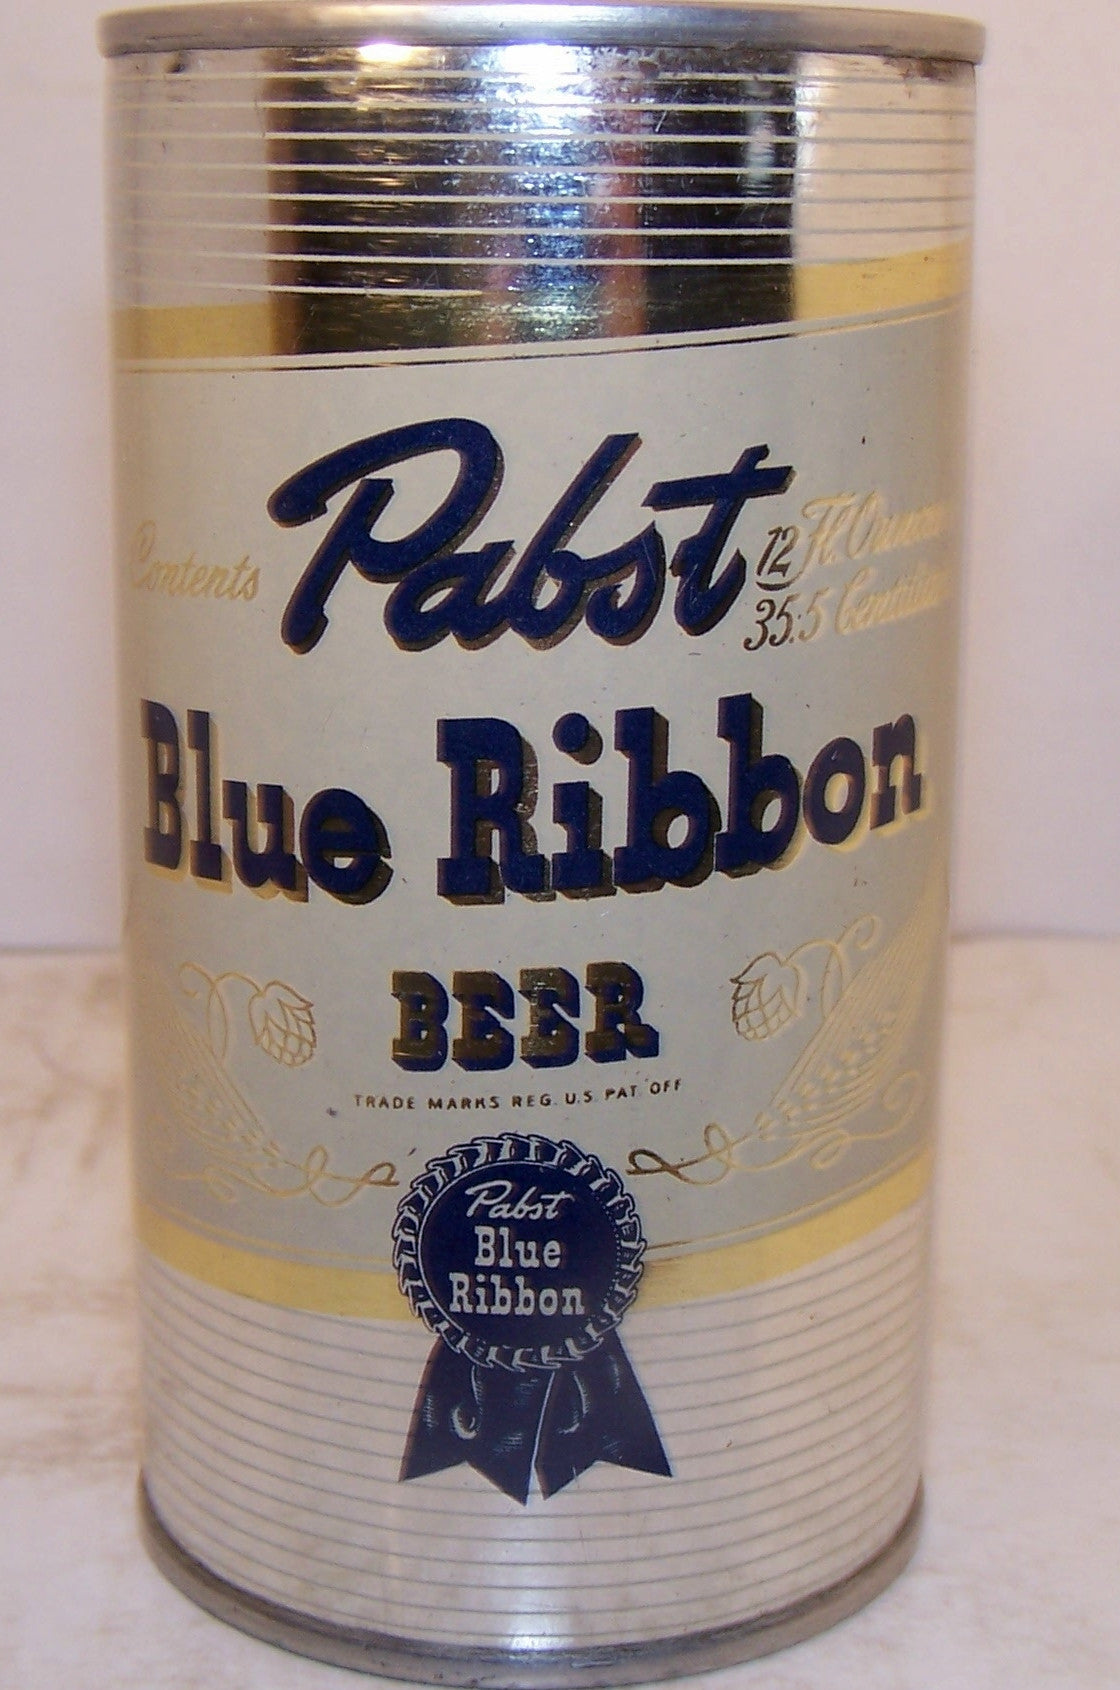 Contents Pabst 12 Fl. Ounces
35.5 Centiliters
Blue Ribbon
BEER
TRADE MARKS REG. U.S. PAT. OFF
Pabst
Blue
Ribbon